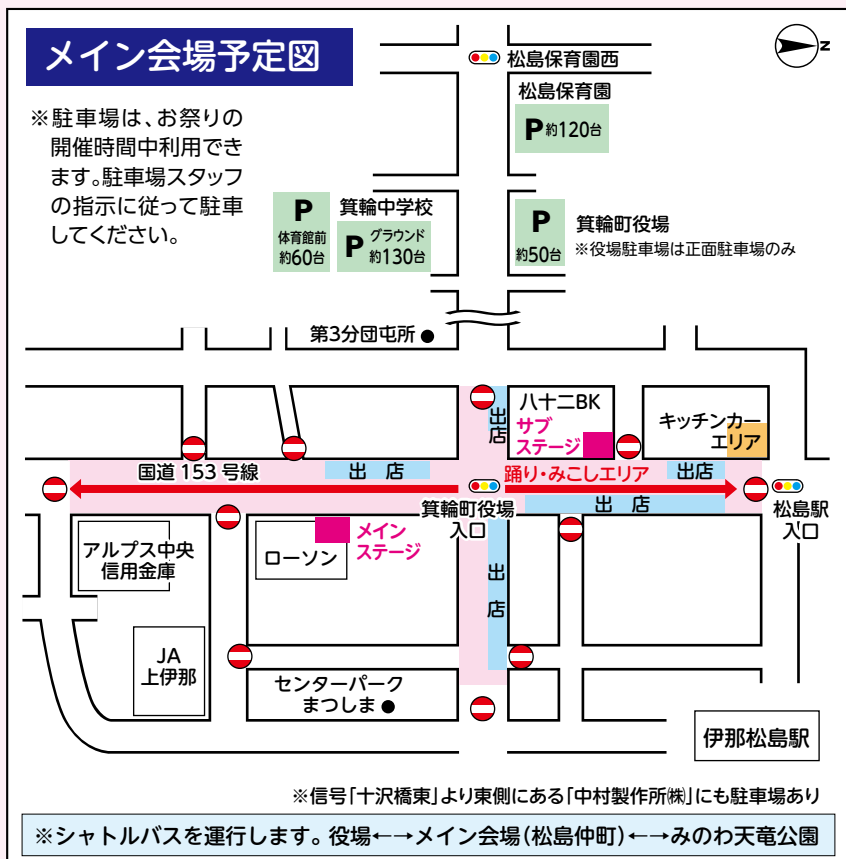 メイン会場予定図
N
※駐車場は、お祭りの
開催時間中利用でき
ます。駐車場スタッフ
の指示に従って駐車
してください。
松島保育園西
松島保育園
P約120台
箕輪中学校
P
体育館前
約60台
P グラウンド
約130台
P
約50台
箕輪町役場
※役場駐車場は正面駐車場のみ
第3分団屯所
出店
八十二BK
サブ
ステージ
キッチンカー
エリア
国道153号線
出店
踊り・みこしエリア
出店
出店
箕輪町役場
入口
松島駅
入口
アルプス中央
信用金庫
ローソン
メイン
ステージ
出店
JA
上伊那
センターパーク
まつしま
伊那松島駅
※信号「十沢橋東」より東側にある「中村製作所㈱」にも駐車場あり
※シャトルバスを運行します。役場←→メイン会場(松島仲町)←→みのわ天竜公園